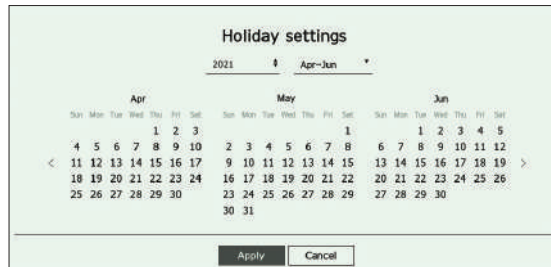 Holiday settings
2021 Apr-Jun
Apr May Jun
Sun Mon Tue Wed Thu Fri Sat Sun Mon Tue Wed Thu Fri Sat Sun Mon Tue Wed Thu Fri Sat
1 2 3 1 1 2 3 4 5
4 5 6 7 8 9 10 2 3 4 5 6 7 8 6 7 8 9 10 11 12
< 11 12 13 14 15 16 17 9 10 11 12 13 14 15 13 14 15 16 17 18 19 >
18 19 20 21 22 23 24 16 17 18 19 20 21 22 20 21 22 23 24 25 26
25 26 27 28 29 30 23 24 25 26 27 28 29 27 28 29 30
30 31
Apply Cancel